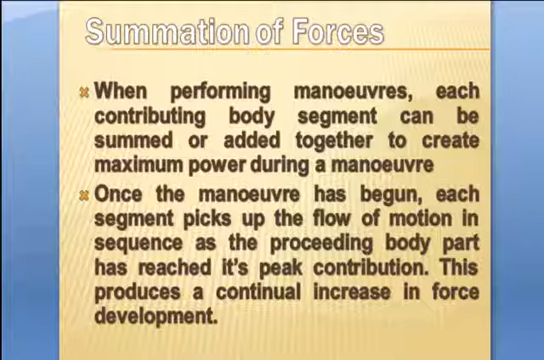 Summation of Forces
When performing manoeuvres, each
contributing body segment can be
summed or added together to create
maximum power during a manoeuvre
Once the manoeuvre has begun, each
segment picks up the flow of motion in
sequence as the proceeding body part
has reached it's peak contribution. This
produces a continual increase in force
development.